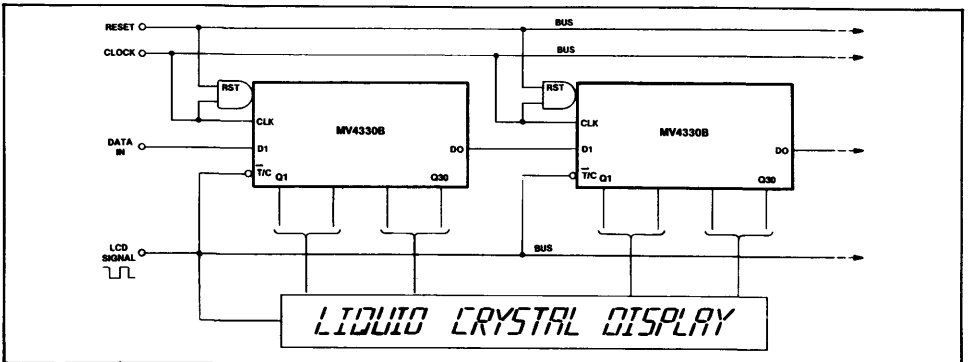 RESET
BUS
CLOCK
BUS
RST
RST
CLK
CLK
MV4330B
MV4330B
DATA
IN
D1
DO
D1
DO
T/C
Q1
Q30
T/C
Q1
Q30
LCD
SIGNAL
BUS
LIQUID CRYSTAL DISPLAY